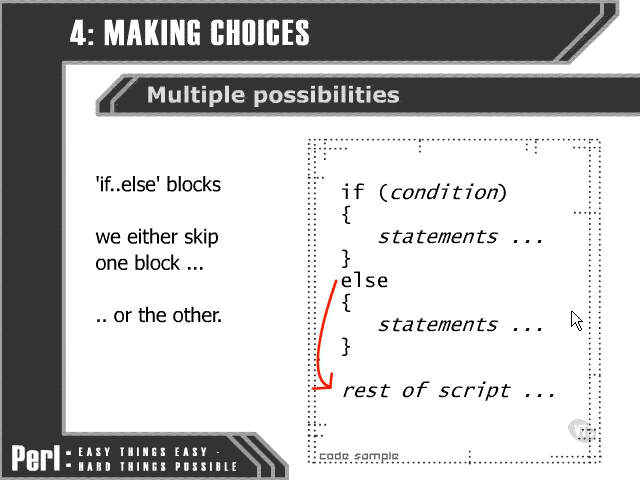 4: MAKING CHOICES
Multiple possibilities
'if..else' blocks
we either skip
one block ...
.. or the other.
if (condition)
{
statements ...
}
else
{
statements ...
}
rest of script ...
code sample
Perl: EASY THINGS EASY -
HARD THINGS POSSIBLE